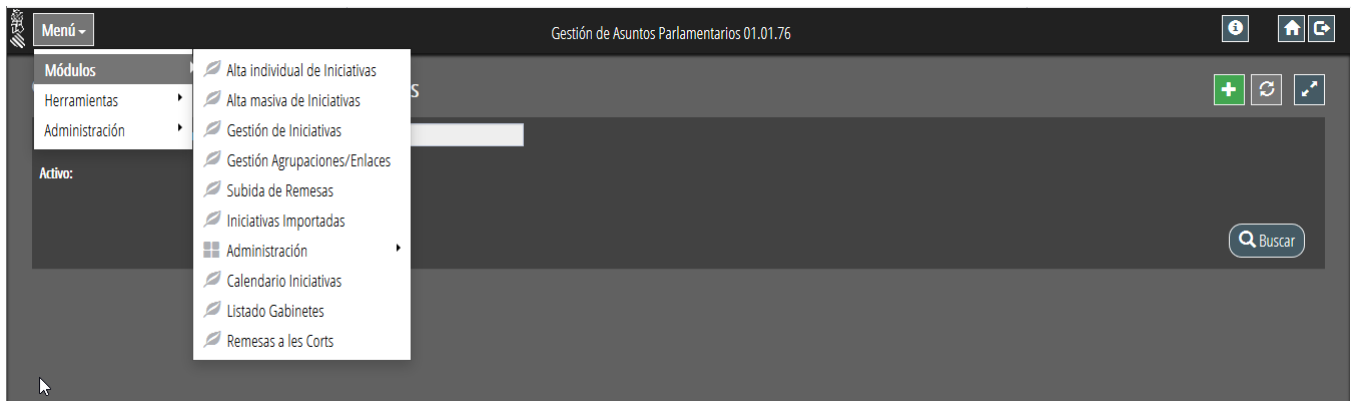 Menú
Gestión de Asuntos Parlamentarios 01.01.76
Módulos
Herramientas
Administración
Alta individual de Iniciativas
Alta masiva de Iniciativas
Gestión de Iniciativas
Gestión Agrupaciones/Enlaces
Subida de Remesas
Iniciativas Importadas
Administración
Calendario Iniciativas
Listado Gabinetes
Remesas a les Corts
Activo:
Buscar